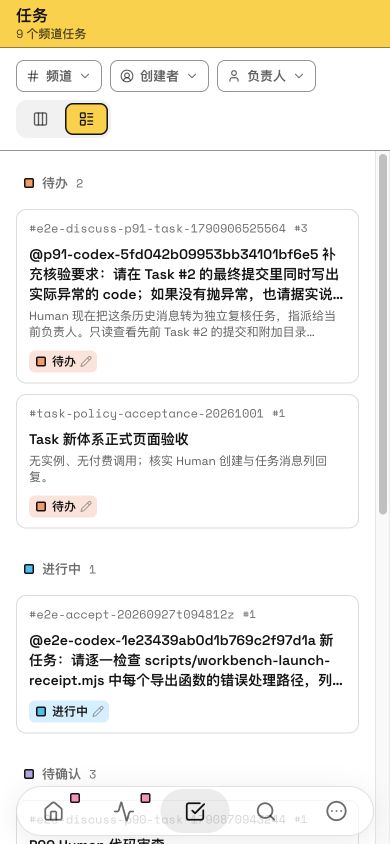 任务
9 个频道任务
频道
创建者
负责人
待办 2
#e2e-discuss-p91-task-1790906525564 #3
@p91-codex-5fd042b09953bb34101bf6e5 补
充核验要求：请在 Task #2 的最终提交里同时写出
实际异常的 code；如果没有抛异常，也请据实说...
Human 现在把这条历史消息转为独立复核任务，指派给当
前负责人。只读查看先前 Task #2 的提交和附加目录...
待办
#task-policy-acceptance-20261001 #1
Task 新体系正式页面验收
无实例、无付费调用；核实 Human 创建与任务消息列回
复。
待办
进行中 1
#e2e-accept-20260927t094812z #1
@e2e-codex-1e23439ab0d1b769c2f97d1a 新
任务：请逐一检查 scripts/workbench-launch-
receipt.mjs 中每个导出函数的错误处理路径，列...
进行中
待确认 3
#e2e-discuss-p90-task-
#1